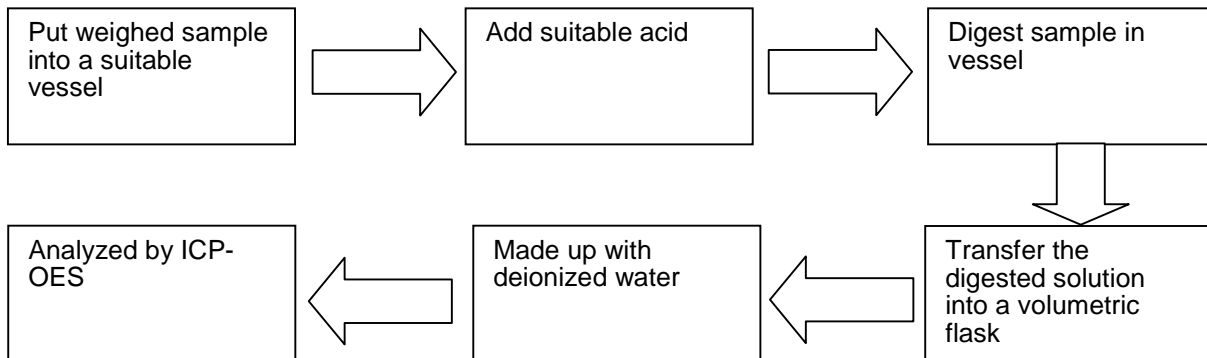 Put weighed sample
into a suitable
vessel
Add suitable acid
Digest sample in
vessel
Transfer the
digested solution
into a volumetric
flask
Made up with
deionized water
Analyzed by ICP-
OES